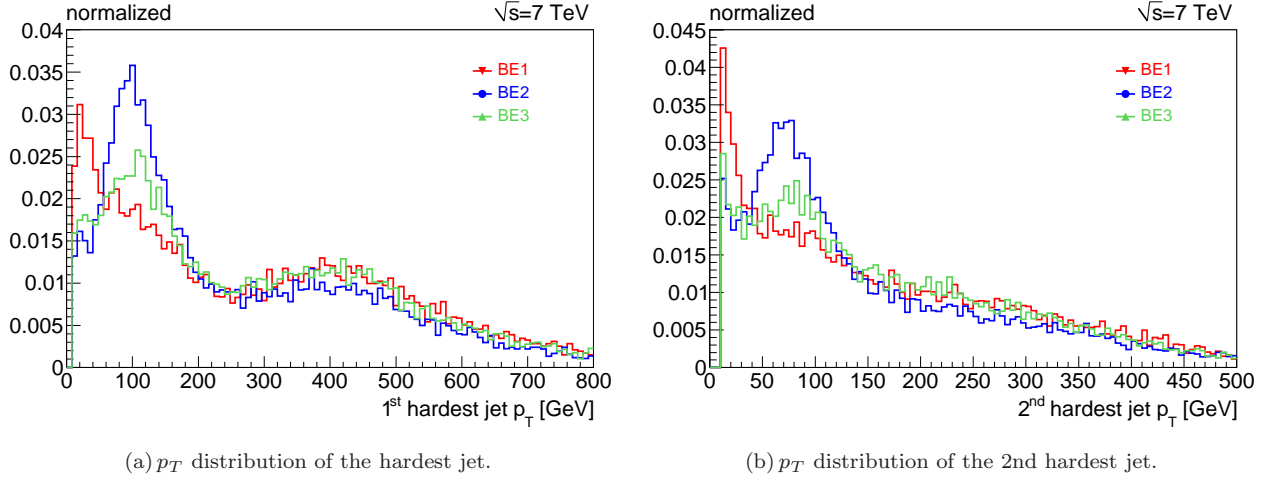 normalized √s=7 TeV
0.04
0.035
0.03
0.025
0.02
0.015
0.01
0.005
0
BE1
BE2
BE3
0 100 200 300 400 500 600 700 800
1st hardest jet pT [GeV]
(a) pT distribution of the hardest jet.
normalized √s=7 TeV
0.045
0.04
0.035
0.03
0.025
0.02
0.015
0.01
0.005
0
BE1
BE2
BE3
0 50 100 150 200 250 300 350 400 450 500
2nd hardest jet pT [GeV]
(b) pT distribution of the 2nd hardest jet.